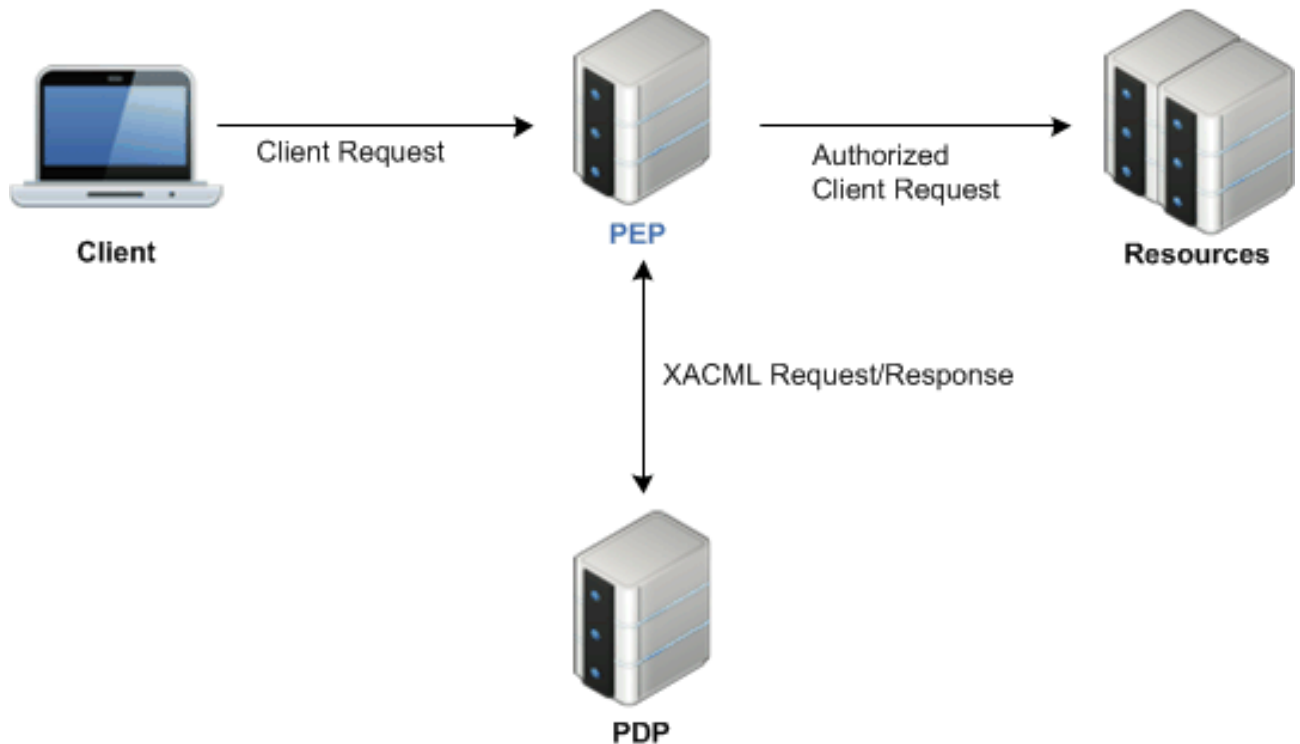 Client Request
Authorized
Client Request
Client
PEP
Resources
XACML Request/Response
PDP